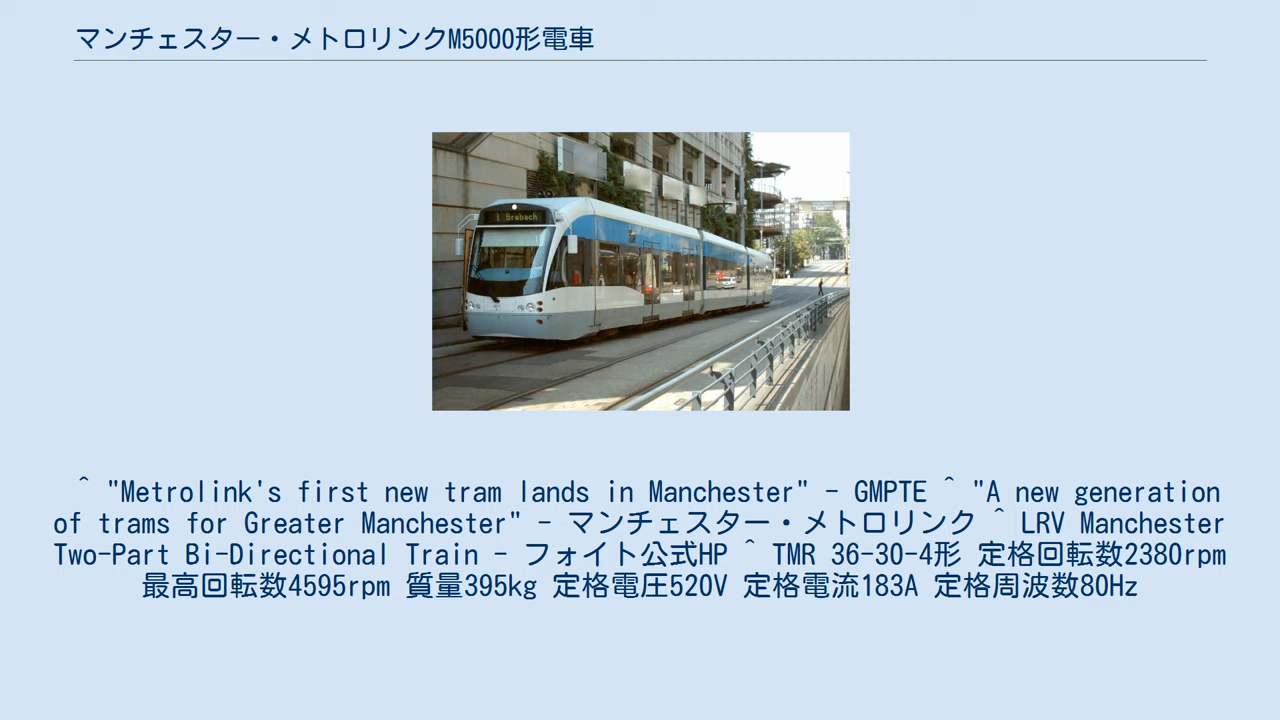 マンチェスター・メトロリンクM5000形電車
1 Brebach
^ "Metrolink's first new tram lands in Manchester" - GMPTE ^ "A new generation
of trams for Greater Manchester" - マンチェスター・メトロリンク ^ LRV Manchester
Two-Part Bi-Directional Train - フォイト公式HP ^ TMR 36-30-4形 定格回転数2380rpm
最高回転数4595rpm 質量395kg 定格電圧520V 定格電流183A 定格周波数80Hz